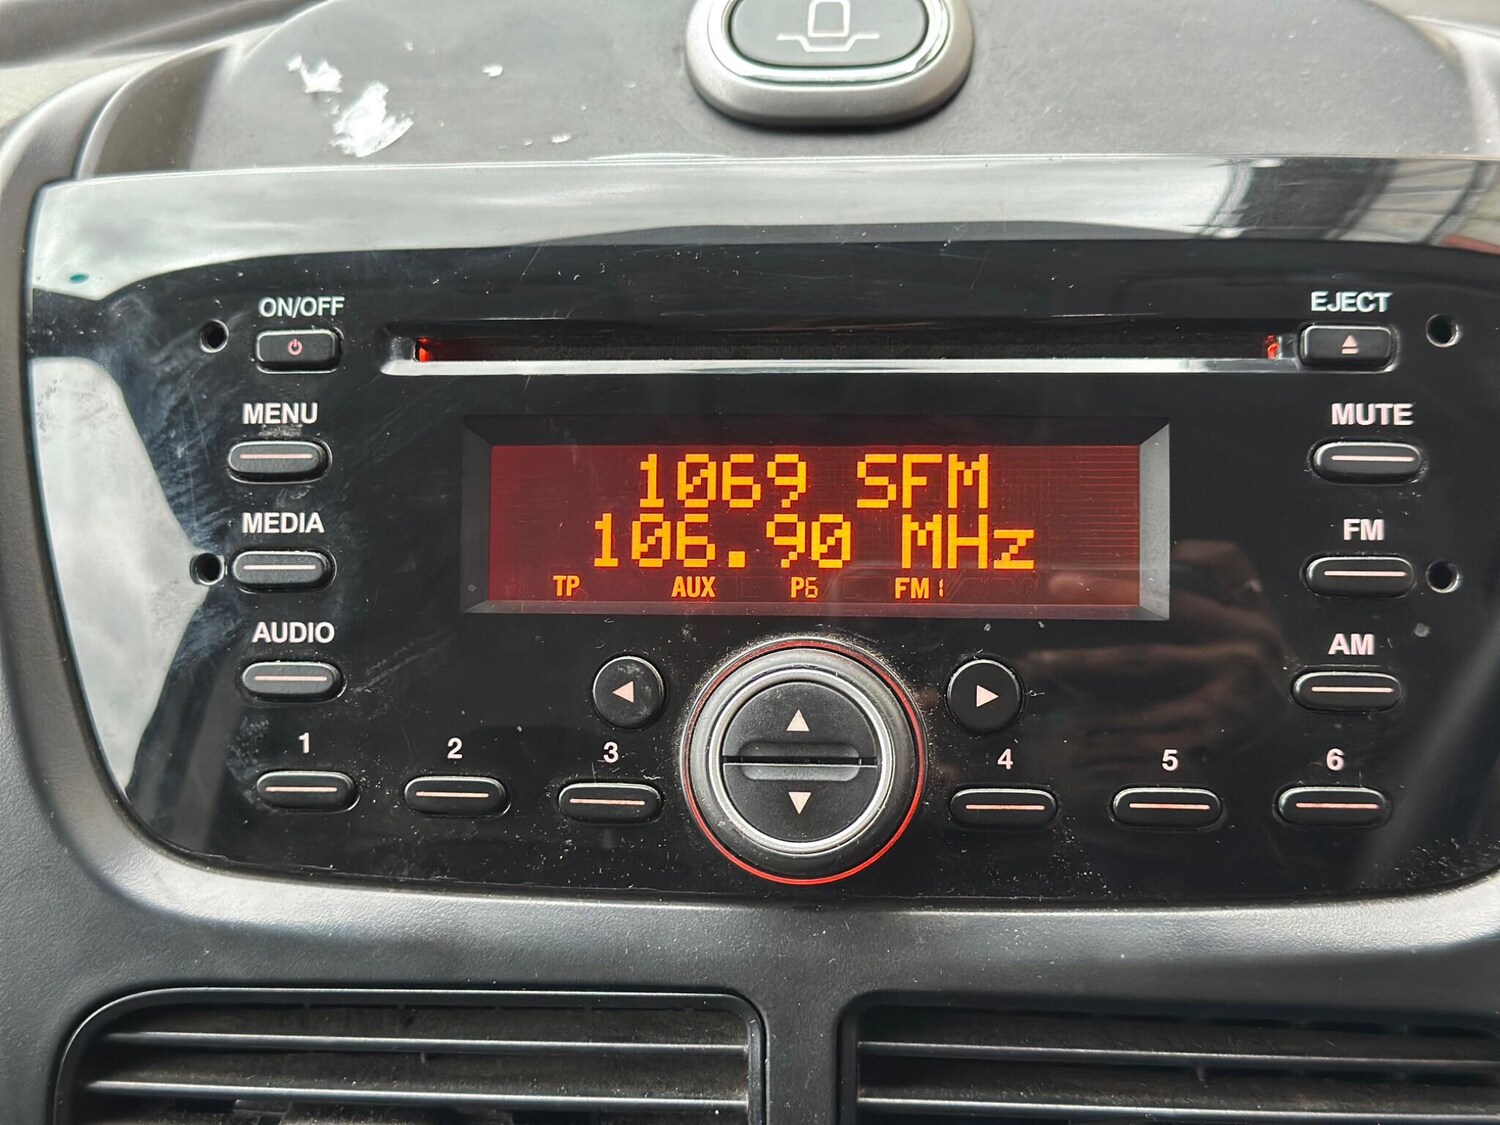 ON/OFF
EJECT
MENU
MUTE
1069 SFM
106.90 MHz
MEDIA
FM
TP AUX P6 FM1
AUDIO
AM
1 2 3 4 5 6